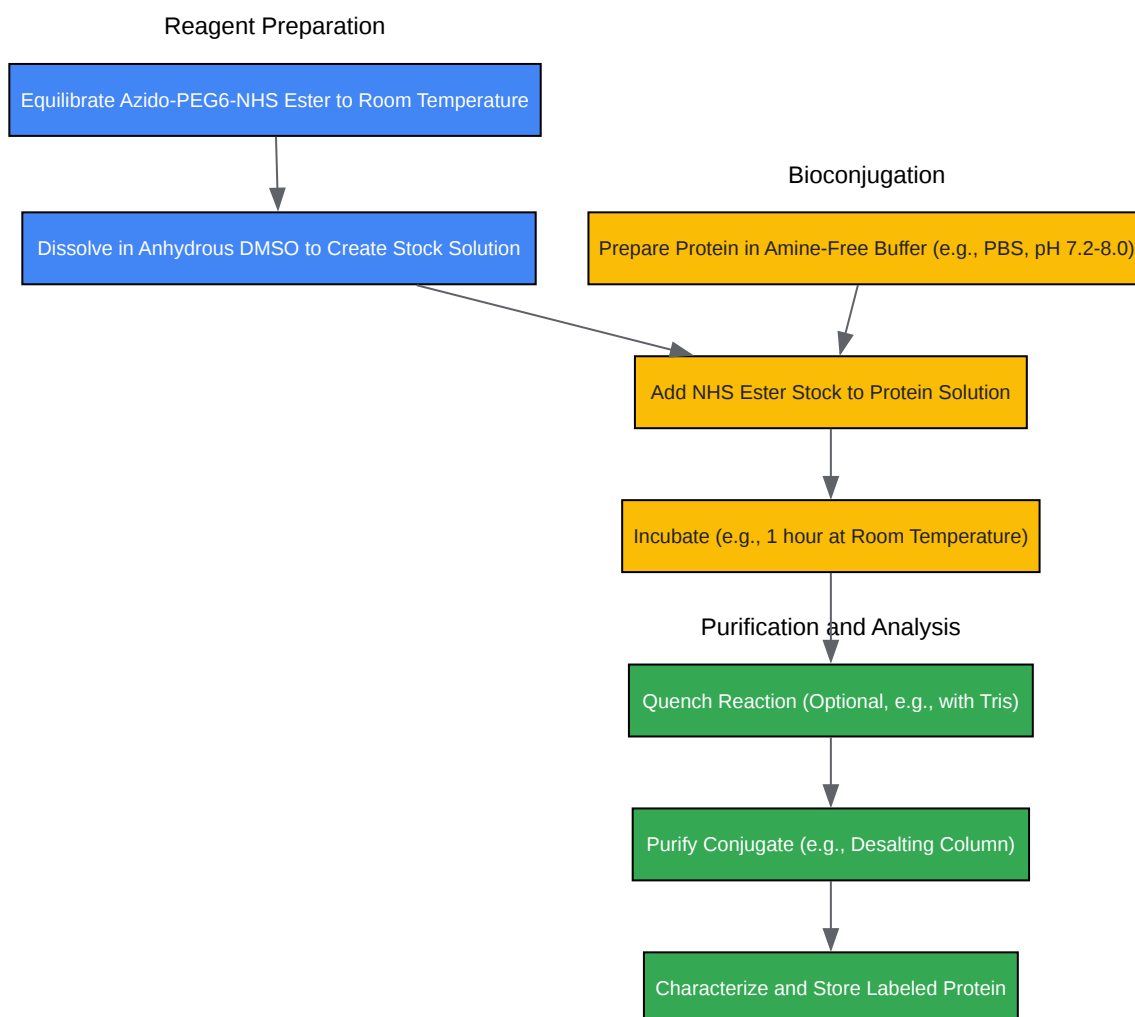 Reagent Preparation
Equilibrate Azido-PEG6-NHS Ester to Room Temperature
Dissolve in Anhydrous DMSO to Create Stock Solution
Bioconjugation
Prepare Protein in Amine-Free Buffer (e.g., PBS, pH 7.2-8.0)
Add NHS Ester Stock to Protein Solution
Incubate (e.g., 1 hour at Room Temperature)
Purification and Analysis
Quench Reaction (Optional, e.g., with Tris)
Purify Conjugate (e.g., Desalting Column)
Characterize and Store Labeled Protein